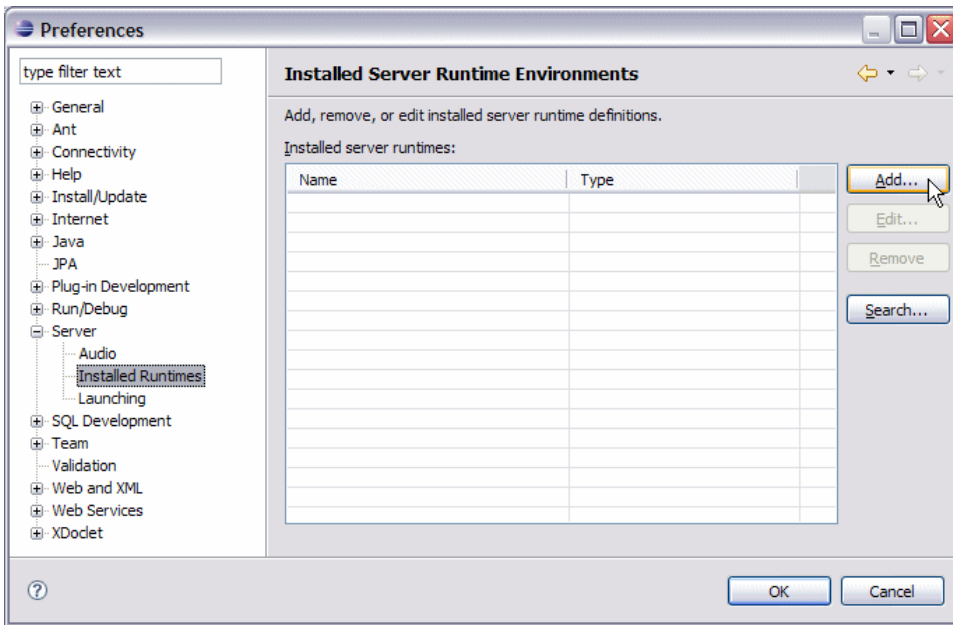 Preferences
type filter text
General
Ant
Connectivity
Help
Install/Update
Internet
Java
JPA
Plug-in Development
Run/Debug
Server
Audio
Installed Runtimes
Launching
SQL Development
Team
Validation
Web and XML
Web Services
XDoclet
Installed Server Runtime Environments
Add, remove, or edit installed server runtime definitions.
Installed server runtimes:
Name Type
Add...
Edit...
Remove
Search...
OK Cancel